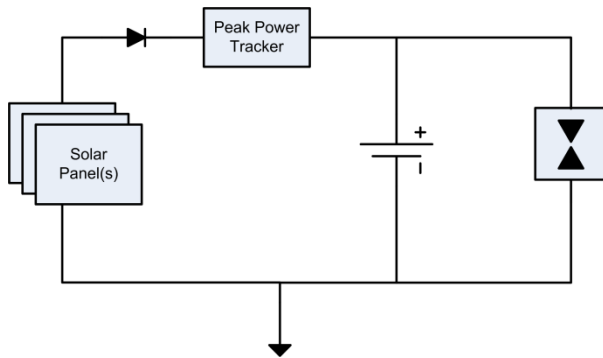 Peak Power
Tracker
Solar
Panel(s)
+
–